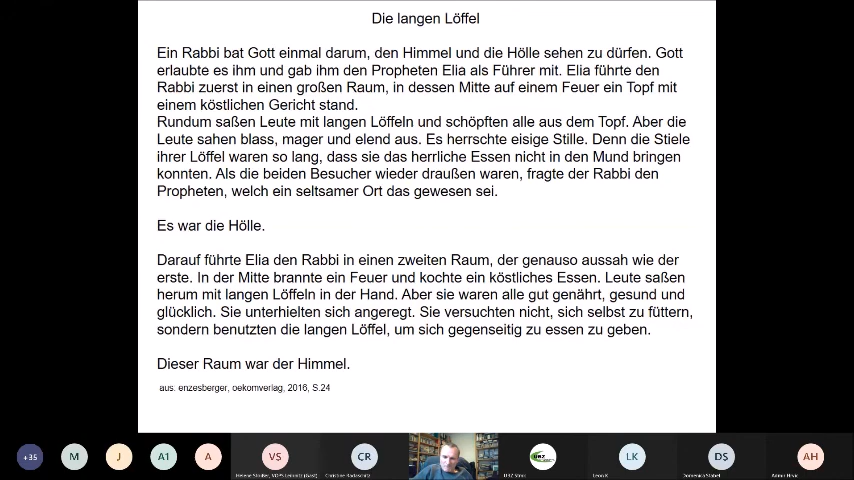 Die langen Löffel
Ein Rabbi bat Gott einmal darum, den Himmel und die Hölle sehen zu dürfen. Gott
erlaubte es ihm und gab ihm den Propheten Elia als Führer mit. Elia führte den
Rabbi zuerst in einen großen Raum, in dessen Mitte auf einem Feuer ein Topf mit
einem köstlichen Gericht stand.
Rundum saßen Leute mit langen Löffeln und schöpften alle aus dem Topf. Aber die
Leute sahen blass, mager und elend aus. Es herrschte eisige Stille. Denn die Stiele
ihrer Löffel waren so lang, dass sie das herrliche Essen nicht in den Mund bringen
konnten. Als die beiden Besucher wieder draußen waren, fragte der Rabbi den
Propheten, welch ein seltsamer Ort das gewesen sei.
Es war die Hölle.
Darauf führte Elia den Rabbi in einen zweiten Raum, der genauso aussah wie der
erste. In der Mitte brannte ein Feuer und kochte ein köstliches Essen. Leute saßen
herum mit langen Löffeln in der Hand. Aber sie waren alle gut genährt, gesund und
glücklich. Sie unterhielten sich angeregt. Sie versuchten nicht, sich selbst zu füttern,
sondern benutzten die langen Löffel, um sich gegenseitig zu essen zu geben.
Dieser Raum war der Himmel.
aus: enzesberger, oekomverlag, 2016, S.24
+35 M J A1 A VS CR UBZ LK DS AH